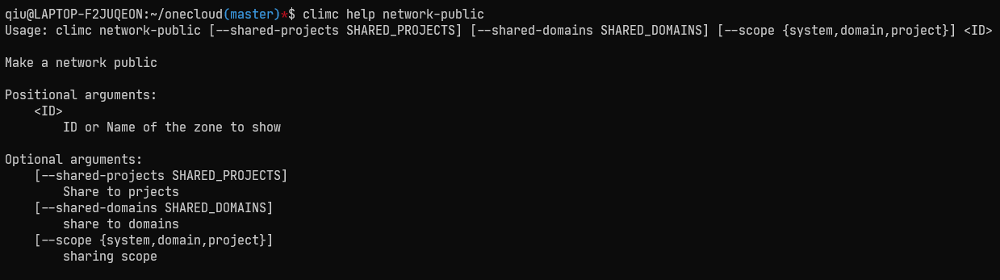 qiu@LAPTOP-F2JUQEON:~/onecloud(master)*$ climc help network-public
Usage: climc network-public [--shared-projects SHARED_PROJECTS] [--shared-domains SHARED_DOMAINS] [--scope {system,domain,project}] <ID>
Make a network public
Positional arguments:
<ID>
ID or Name of the zone to show
Optional arguments:
[--shared-projects SHARED_PROJECTS]
Share to prjects
[--shared-domains SHARED_DOMAINS]
share to domains
[--scope {system,domain,project}]
sharing scope